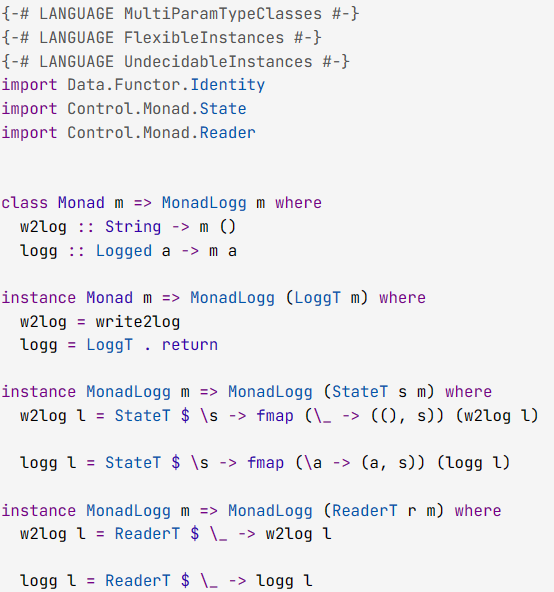 {-# LANGUAGE MultiParamTypeClasses #-}
{-# LANGUAGE FlexibleInstances #-}
{-# LANGUAGE UndecidableInstances #-}
import Data.Functor.Identity
import Control.Monad.State
import Control.Monad.Reader
class Monad m => MonadLogg m where
  w2log :: String -> m ()
  logg :: Logged a -> m a
instance Monad m => MonadLogg (LoggT m) where
  w2log = write2log
  logg = LoggT . return
instance MonadLogg m => MonadLogg (StateT s m) where
  w2log l = StateT $ \s -> fmap (\_ -> ((), s)) (w2log l)
  logg l = StateT $ \s -> fmap (\a -> (a, s)) (logg l)
instance MonadLogg m => MonadLogg (ReaderT r m) where
  w2log l = ReaderT $ \_ -> w2log l
  logg l = ReaderT $ \_ -> logg l